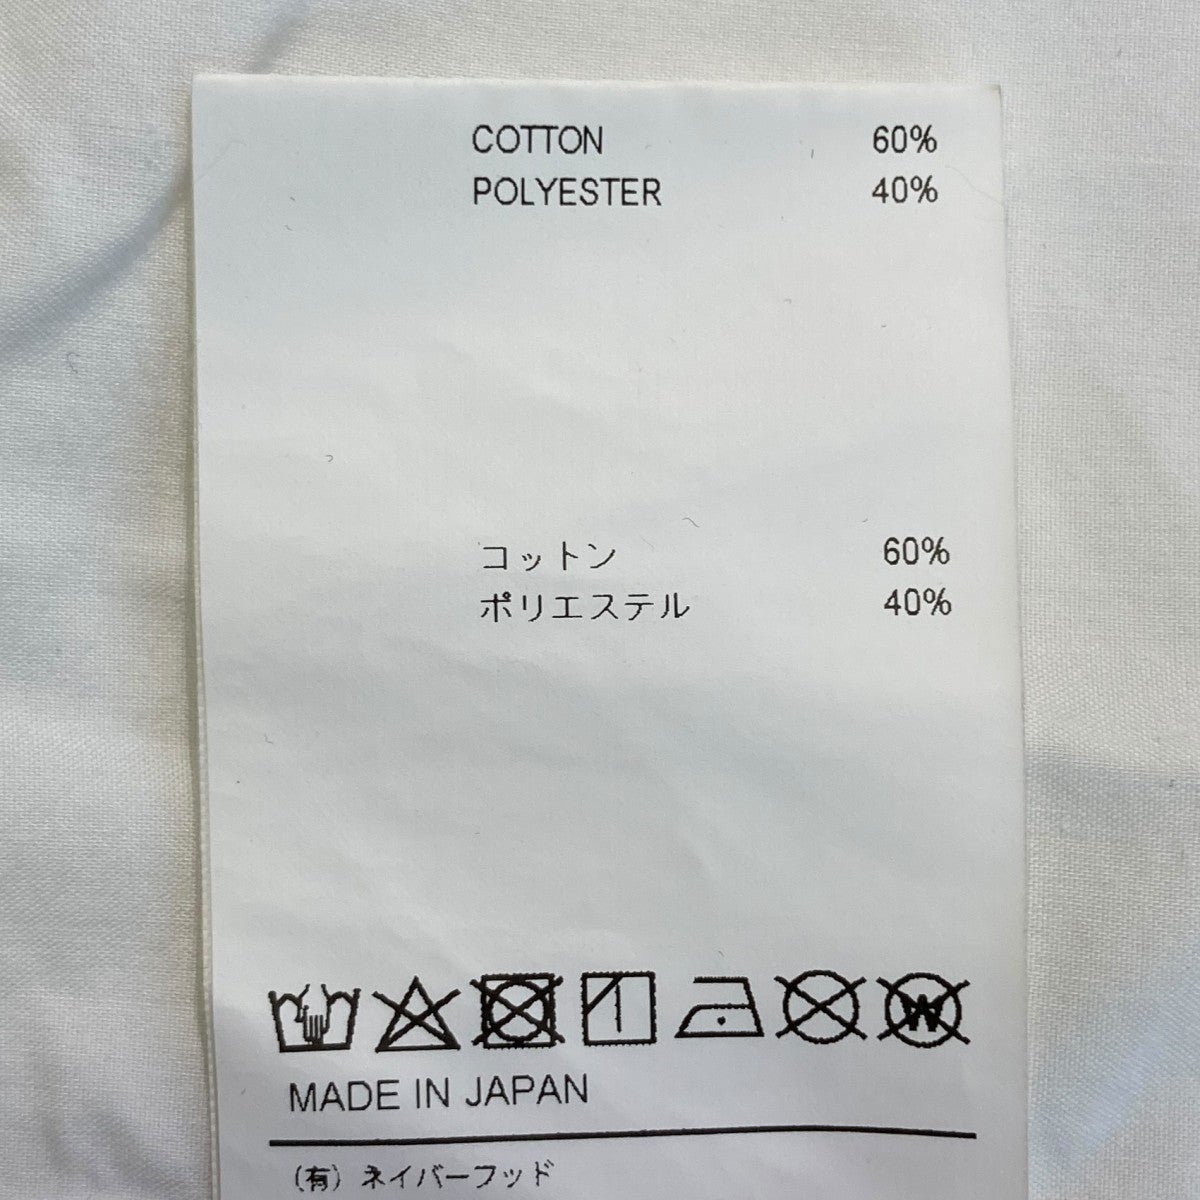 COTTON 60%
POLYESTER 40%
コットン 60%
ポリエステル 40%
MADE IN JAPAN
（有）ネイバーフッド